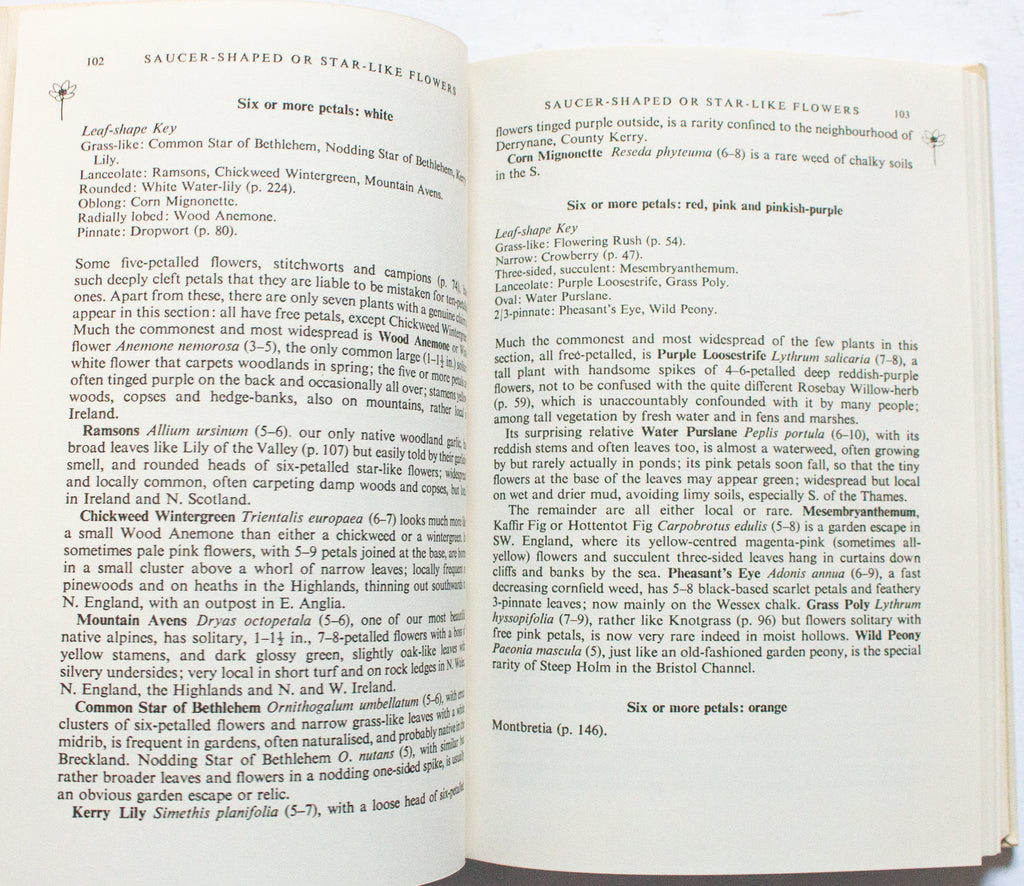 102 SAUCER-SHAPED OR STAR-LIKE FLOWERS
Six or more petals: white
Leaf-shape Key
Grass-like: Common Star of Bethlehem, Nodding Star of Bethlehem, Kerry
Lily.
Lanceolate: Ramsons, Chickweed Wintergreen, Mountain Avens.
Rounded: White Water-lily (p. 224).
Oblong: Corn Mignonette.
Radially lobed: Wood Anemone.
Pinnate: Dropwort (p. 80).
Some five-petalled flowers, stitchworts and campions (p. 74),
such deeply cleft petals that they are liable to be mistaken for ten-petalled
ones. Apart from these, there are only seven plants with a genuine
appear in this section: all have free petals, except Chickweed Wintergreen
Much the commonest and most widespread is Wood Anemone or
flower Anemone nemorosa (3–5), the only common large (1–1½ in.)
white flower that carpets woodlands in spring; the five or more petals
often tinged purple on the back and occasionally all over; stamens yellow
woods, copses and hedge-banks, also on mountains, rather local
Ireland.
Ramsons Allium ursinum (5–6). our only native woodland garlic,
broad leaves like Lily of the Valley (p. 107) but easily told by their garlic
smell, and rounded heads of six-petalled star-like flowers; widespread
and locally common, often carpeting damp woods and copses, but
in Ireland and N. Scotland.
Chickweed Wintergreen Trientalis europaea (6–7) looks much more
a small Wood Anemone than either a chickweed or a wintergreen.
sometimes pale pink flowers, with 5–9 petals joined at the base, are
in a small cluster above a whorl of narrow leaves; locally frequent
pinewoods and on heaths in the Highlands, thinning out southwards
N. England, with an outpost in E. Anglia.
Mountain Avens Dryas octopetala (5–6), one of our most
native alpines, has solitary, 1–1½ in., 7–8-petalled flowers with a boss
yellow stamens, and dark glossy green, slightly oak-like leaves
silvery undersides; very local in short turf and on rock ledges in N.
N. England, the Highlands and N. and W. Ireland.
Common Star of Bethlehem Ornithogalum umbellatum (5–6), with
clusters of six-petalled flowers and narrow grass-like leaves with a
midrib, is frequent in gardens, often naturalised, and probably native in the
Breckland. Nodding Star of Bethlehem O. nutans (5), with similar
rather broader leaves and flowers in a nodding one-sided spike, is
an obvious garden escape or relic.
Kerry Lily Simethis planifolia (5–7), with a loose head of six-petalled
SAUCER-SHAPED OR STAR-LIKE FLOWERS 103
flowers tinged purple outside, is a rarity confined to the neighbourhood of
Derrynane, County Kerry.
Corn Mignonette Reseda phyteuma (6–8) is a rare weed of chalky soils
in the S.
Six or more petals: red, pink and pinkish-purple
Leaf-shape Key
Grass-like: Flowering Rush (p. 54).
Narrow: Crowberry (p. 47).
Three-sided, succulent: Mesembryanthemum.
Lanceolate: Purple Loosestrife, Grass Poly.
Oval: Water Purslane.
2/3-pinnate: Pheasant's Eye, Wild Peony.
Much the commonest and most widespread of the few plants in this
section, all free-petalled, is Purple Loosestrife Lythrum salicaria (7–8), a
tall plant with handsome spikes of 4–6-petalled deep reddish-purple
flowers, not to be confused with the quite different Rosebay Willow-herb
(p. 59), which is unaccountably confounded with it by many people;
among tall vegetation by fresh water and in fens and marshes.
Its surprising relative Water Purslane Peplis portula (6–10), with its
reddish stems and often leaves too, is almost a waterweed, often growing
by but rarely actually in ponds; its pink petals soon fall, so that the tiny
flowers at the base of the leaves may appear green; widespread but local
on wet and drier mud, avoiding limy soils, especially S. of the Thames.
The remainder are all either local or rare. Mesembryanthemum,
Kaffir Fig or Hottentot Fig Carpobrotus edulis (5–8) is a garden escape in
SW. England, where its yellow-centred magenta-pink (sometimes all-
yellow) flowers and succulent three-sided leaves hang in curtains down
cliffs and banks by the sea. Pheasant's Eye Adonis annua (6–9), a fast
decreasing cornfield weed, has 5–8 black-based scarlet petals and feathery
3-pinnate leaves; now mainly on the Wessex chalk. Grass Poly Lythrum
hyssopifolia (7–9), rather like Knotgrass (p. 96) but flowers solitary with
free pink petals, is now very rare indeed in moist hollows. Wild Peony
Paeonia mascula (5), just like an old-fashioned garden peony, is the special
rarity of Steep Holm in the Bristol Channel.
Six or more petals: orange
Montbretia (p. 146).